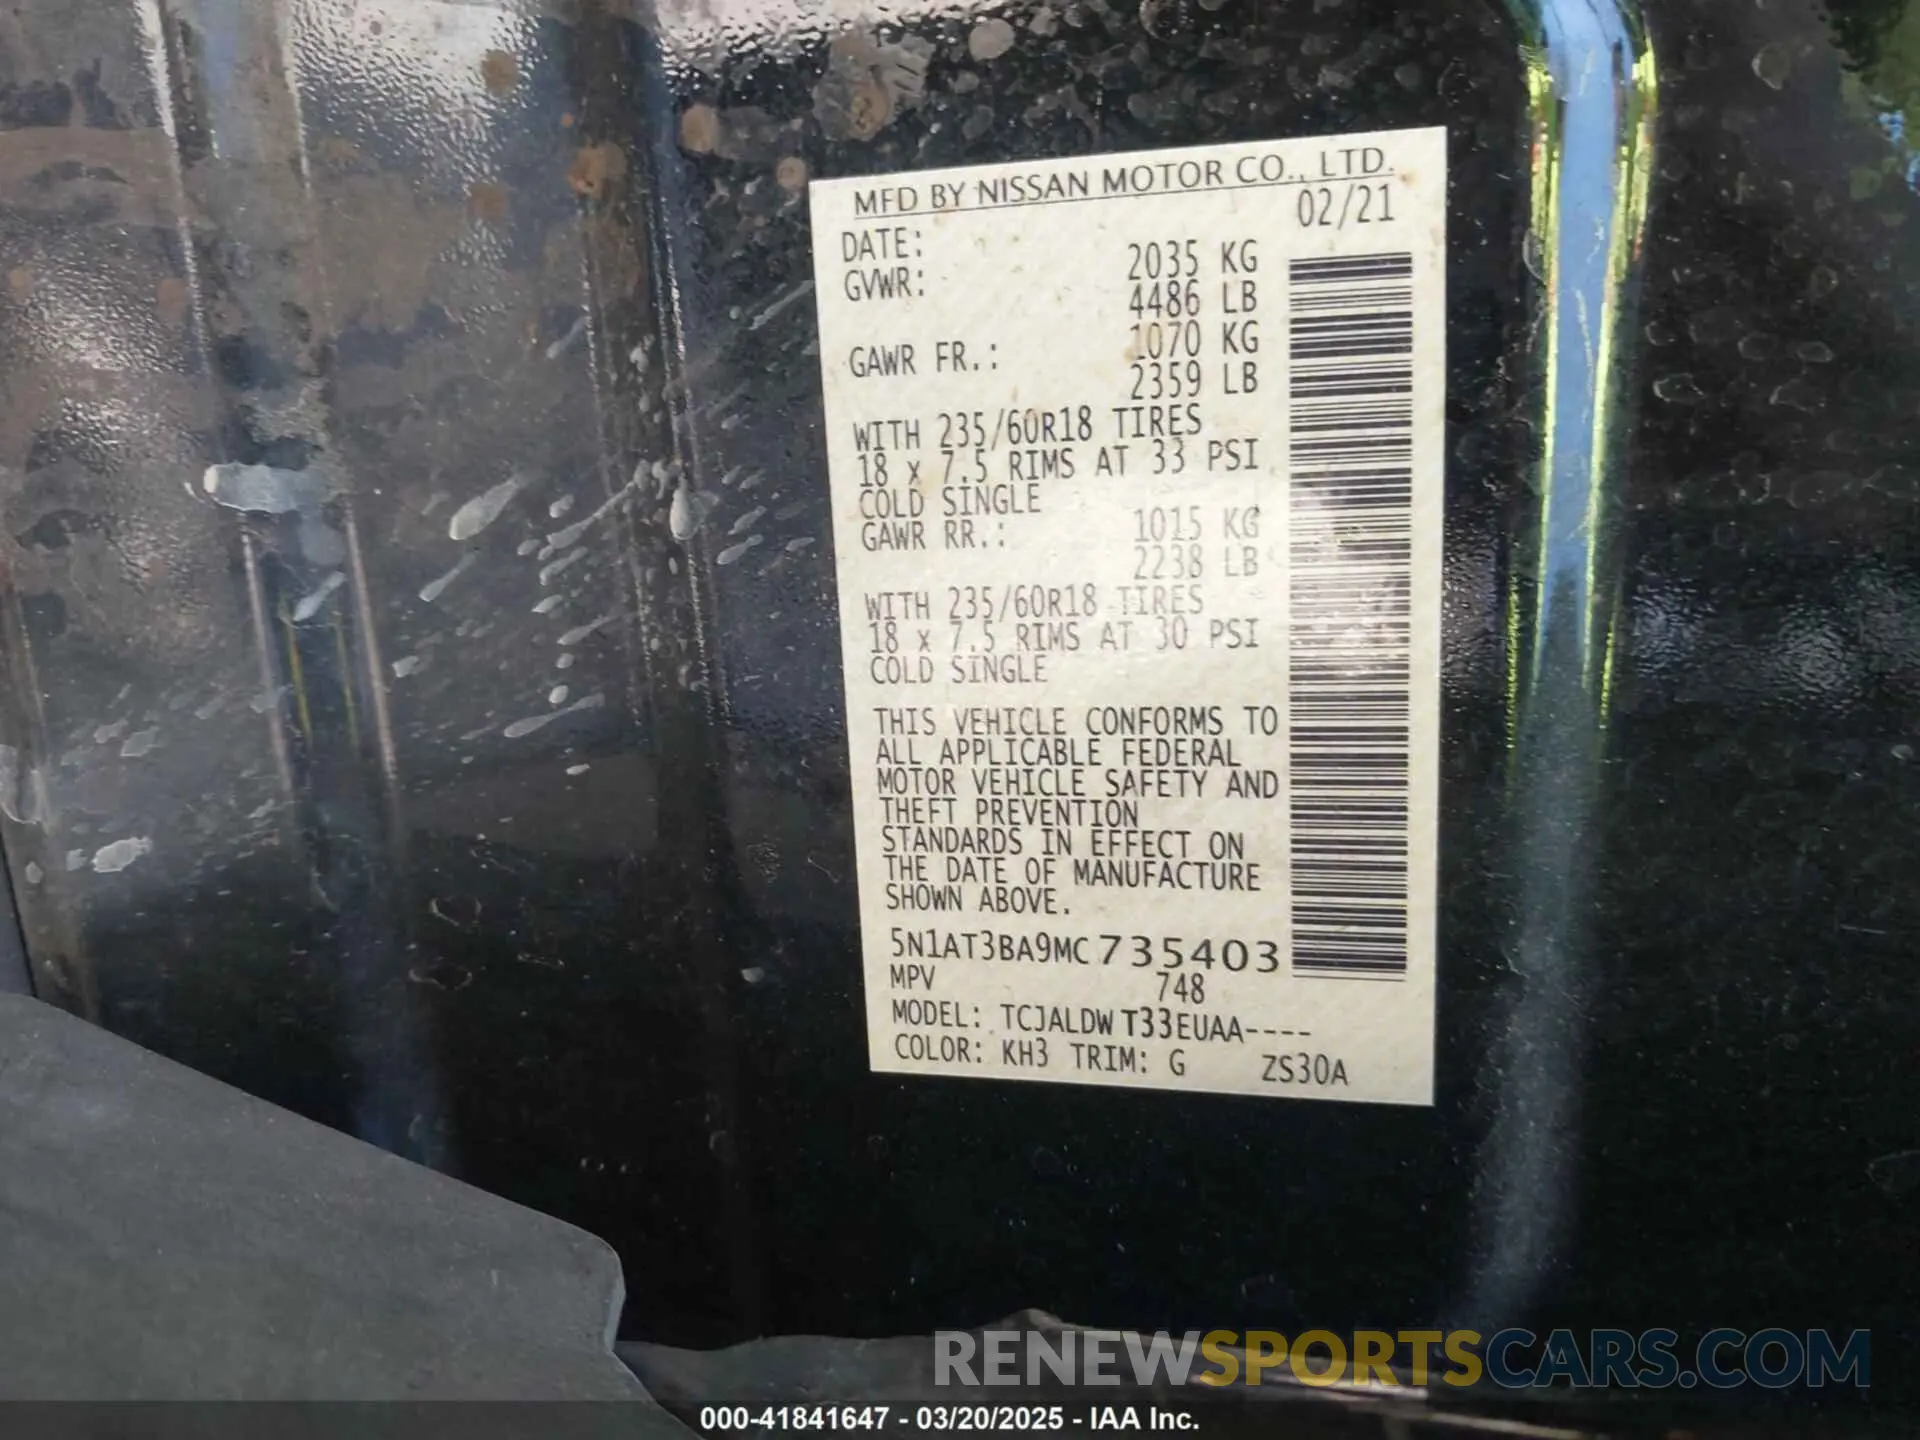 MFD BY NISSAN MOTOR CO., LTD.
DATE: 02/21
GVWR: 2035 KG
4486 LB
GAWR FR.: 1070 KG
2359 LB
WITH 235/60R18 TIRES
18 x 7.5 RIMS AT 33 PSI
COLD SINGLE
GAWR RR.: 1015 KG
2238 LB
WITH 235/60R18 TIRES
18 x 7.5 RIMS AT 30 PSI
COLD SINGLE
THIS VEHICLE CONFORMS TO
ALL APPLICABLE FEDERAL
MOTOR VEHICLE SAFETY AND
THEFT PREVENTION
STANDARDS IN EFFECT ON
THE DATE OF MANUFACTURE
SHOWN ABOVE.
5N1AT3BA9MC735403
MPV 748
MODEL: TCJALDWT33EUAA----
COLOR: KH3 TRIM: G ZS30A
RENEWSPORTSCARS.COM
000-41841647 - 03/20/2025 - IAA Inc.